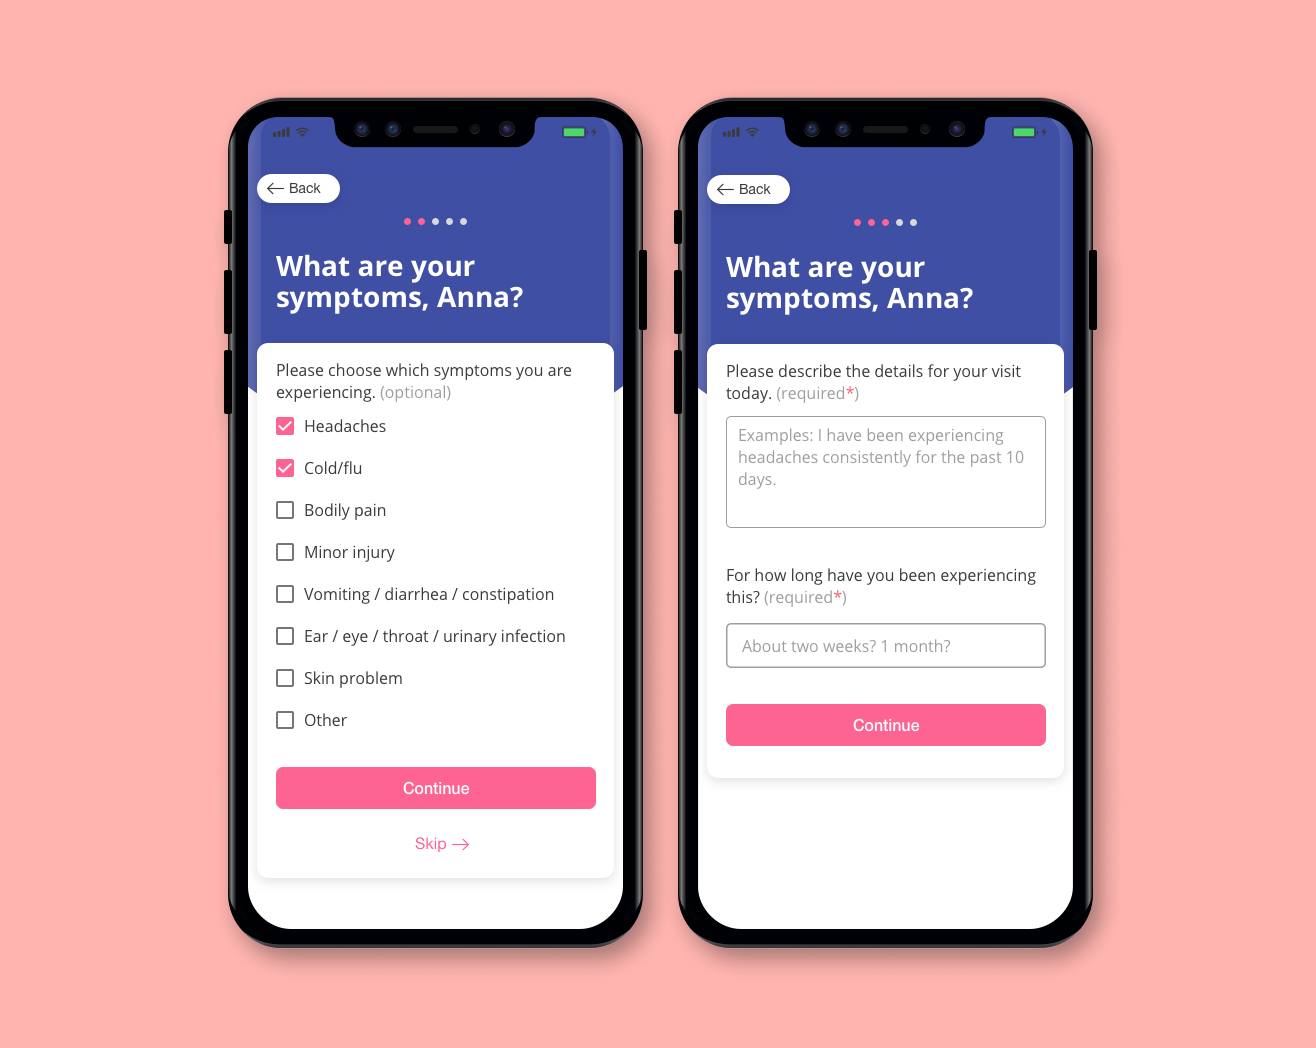 Back
What are your
symptoms, Anna?
Please choose which symptoms you are
experiencing. (optional)
Headaches
Cold/flu
Bodily pain
Minor injury
Vomiting / diarrhea / constipation
Ear / eye / throat / urinary infection
Skin problem
Other
Continue
Skip
Back
What are your
symptoms, Anna?
Please describe the details for your visit
today. (required*)
Examples: I have been experiencing
headaches consistently for the past 10
days.
For how long have you been experiencing
this? (required*)
About two weeks? 1 month?
Continue